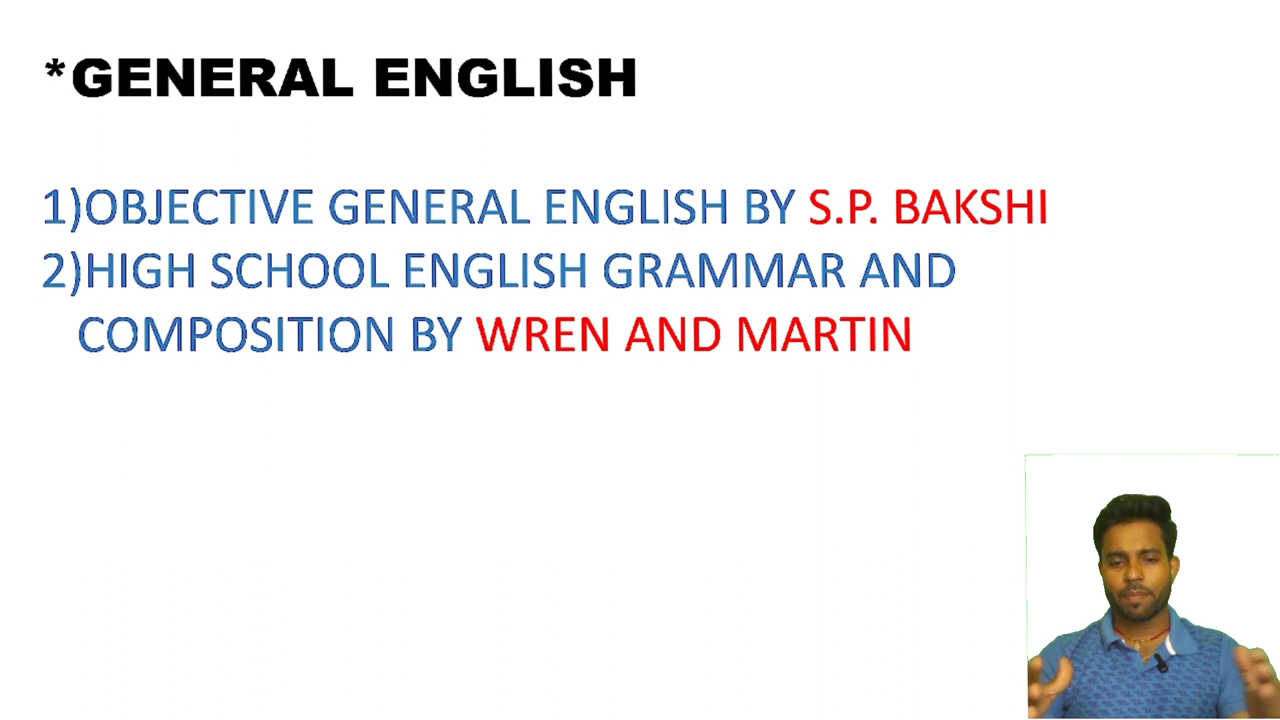 *GENERAL ENGLISH
1)OBJECTIVE GENERAL ENGLISH BY S.P. BAKSHI
2)HIGH SCHOOL ENGLISH GRAMMAR AND
COMPOSITION BY WREN AND MARTIN